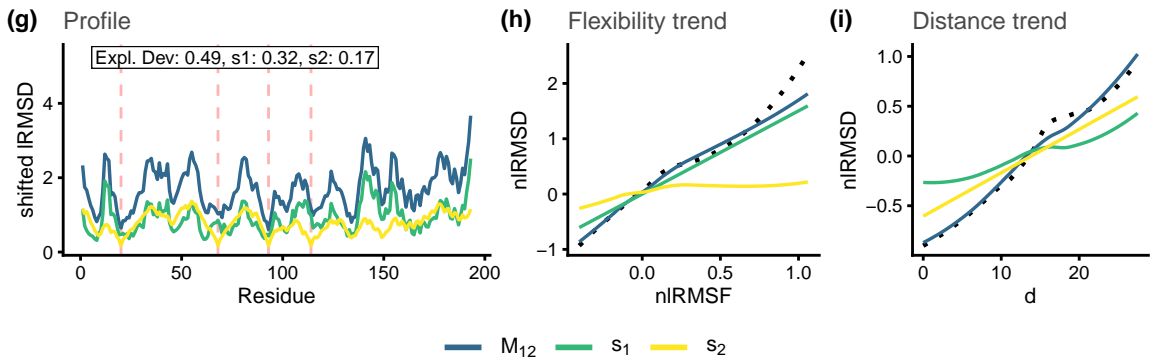 (g) Profile
Expl. Dev: 0.49, s1: 0.32, s2: 0.17
shifted lRMSD
4
2
0
0 50 100 150 200
Residue
(h) Flexibility trend
nlRMSD
2
1
0
−1
0.0 0.5 1.0
nlRMSF
(i) Distance trend
nlRMSD
1.0
0.5
0.0
−0.5
0 10 20
d
M12 s1 s2